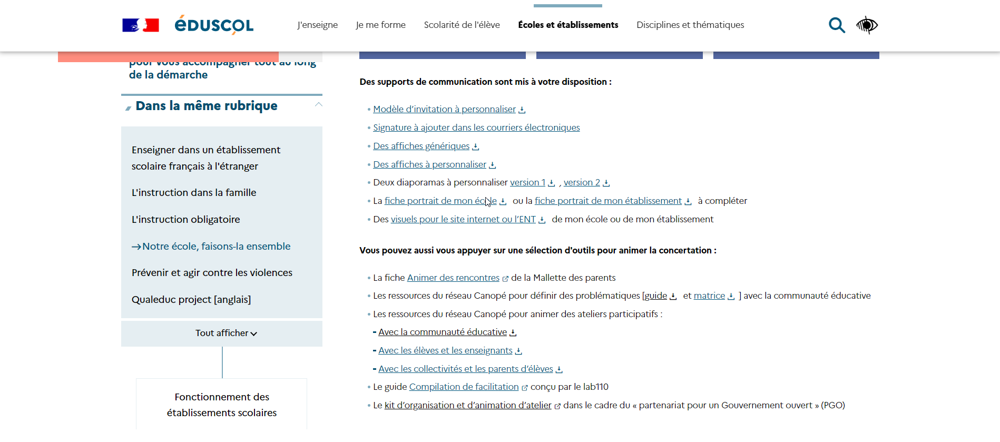 éDUSCOL
J'enseigne
Je me forme
Scolarité de l'élève
Écoles et établissements
Disciplines et thématiques
pour vous accompagner tout au long
de la démarche
Dans la même rubrique
Enseigner dans un établissement
scolaire français à l'étranger
L'instruction dans la famille
L'instruction obligatoire
→Notre école, faisons-la ensemble
Prévenir et agir contre les violences
Qualeduc project [anglais]
Tout afficher
Fonctionnement des
établissements scolaires
Des supports de communication sont mis à votre disposition :
• Modèle d’invitation à personnaliser
• Signature à ajouter dans les courriers électroniques
• Des affiches génériques
• Des affiches à personnaliser
• Deux diaporamas à personnaliser version 1 , version 2
• La fiche portrait de mon école ou la fiche portrait de mon établissement à compléter
• Des visuels pour le site internet ou l’ENT de mon école ou de mon établissement
Vous pouvez aussi vous appuyer sur une sélection d'outils pour animer la concertation :
• La fiche Animer des rencontres de la Mallette des parents
• Les ressources du réseau Canopé pour définir des problématiques [guide et matrice ] avec la communauté éducative
• Les ressources du réseau Canopé pour animer des ateliers participatifs :
- Avec la communauté éducative
- Avec les élèves et les enseignants
- Avec les collectivités et les parents d’élèves
• Le guide Compilation de facilitation conçu par le lab110
• Le kit d’organisation et d’animation d’atelier dans le cadre du « partenariat pour un Gouvernement ouvert » (PGO)